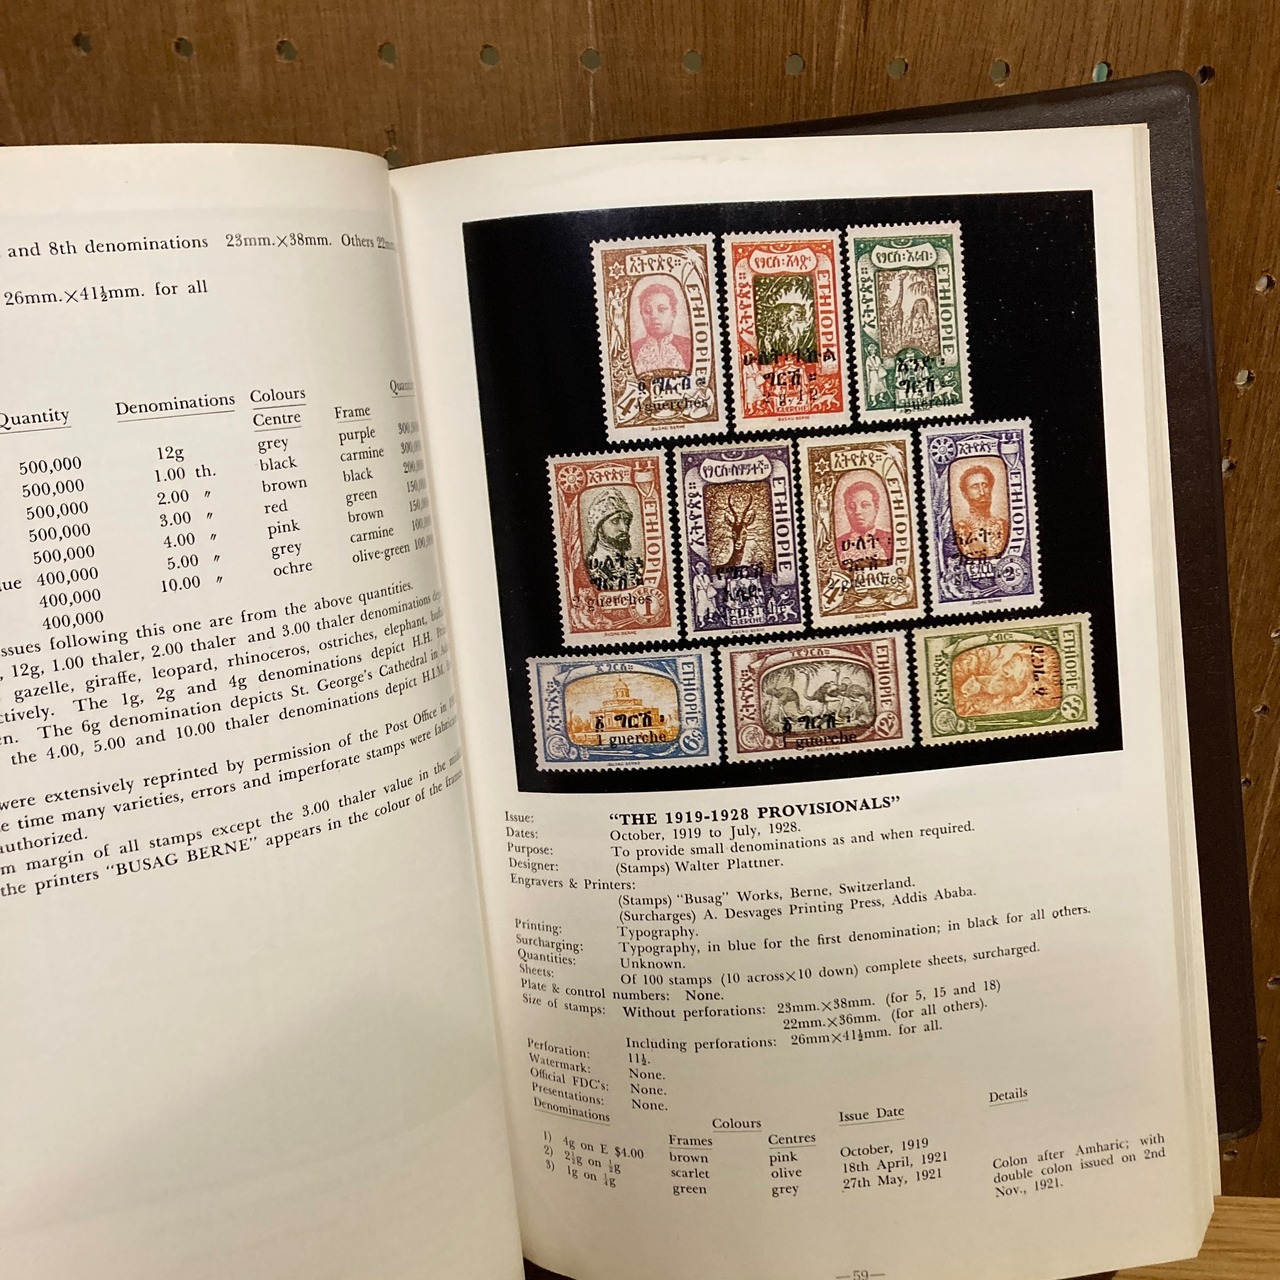 and 8th denominations 23mm.×38mm. Others
26mm.×41½mm. for all
Quantity
Denominations
Colours
Centre
Frame
500,000
12g
grey
purple
500,000
1.00 th.
black
carmine
500,000
2.00 ″
brown
black
500,000
3.00 ″
red
green
500,000
4.00 ″
pink
brown
400,000
5.00 ″
grey
carmine
400,000
10.00 ″
ochre
olive-green
400,000
following this one are from the above quantities.
12g, 1.00 thaler, 2.00 thaler and 3.00 thaler denominations
gazelle, giraffe, leopard, rhinoceros, ostriches, elephant,
The 1g, 2g and 4g denominations depict H.H.
The 6g denomination depicts St. George's Cathedral in
the 4.00, 5.00 and 10.00 thaler denominations depict H.I.M.
were extensively reprinted by permission of the Post Office in
time many varieties, errors and imperforate stamps were
authorized.
margin of all stamps except the 3.00 thaler value in the
the printers "BUSAG BERNE" appears in the colour of the
ኢትዮጵያ፡፡
ETHIOPIE
ETHIOPIE
ETHIOPIE
1 guerche
ETHIOPIE
2 guerches
ETHIOPIE
ETHIOPIE
ETHIOPIE
ETHIOPIE
1 guerche
ETHIOPIE
1 guerche
ETHIOPIE
Issue: "THE 1919-1928 PROVISIONALS"
Dates: October, 1919 to July, 1928.
Purpose: To provide small denominations as and when required.
Designer: (Stamps) Walter Plattner.
Engravers & Printers:
(Stamps) "Busag" Works, Berne, Switzerland.
(Surcharges) A. Desvages Printing Press, Addis Ababa.
Printing: Typography.
Surcharging: Typography, in blue for the first denomination; in black for all others.
Quantities: Unknown.
Sheets: Of 100 stamps (10 across×10 down) complete sheets, surcharged.
Plate & control numbers: None.
Size of stamps: Without perforations: 23mm.×38mm. (for 5, 15 and 18)
22mm.×36mm. (for all others).
Including perforations: 26mm×41½mm. for all.
Perforation: 11½.
Watermark: None.
Official FDC's: None.
Presentations: None.
Denominations
Colours
Issue Date
Details
Frames
Centres
1) 4g on E $4.00 brown pink October, 1919
2) 2½g on ½g scarlet olive 18th April, 1921
3) 1g on ¼g green grey 27th May, 1921
Colon after Amharic; with
double colon issued on 2nd
Nov., 1921.
—59—